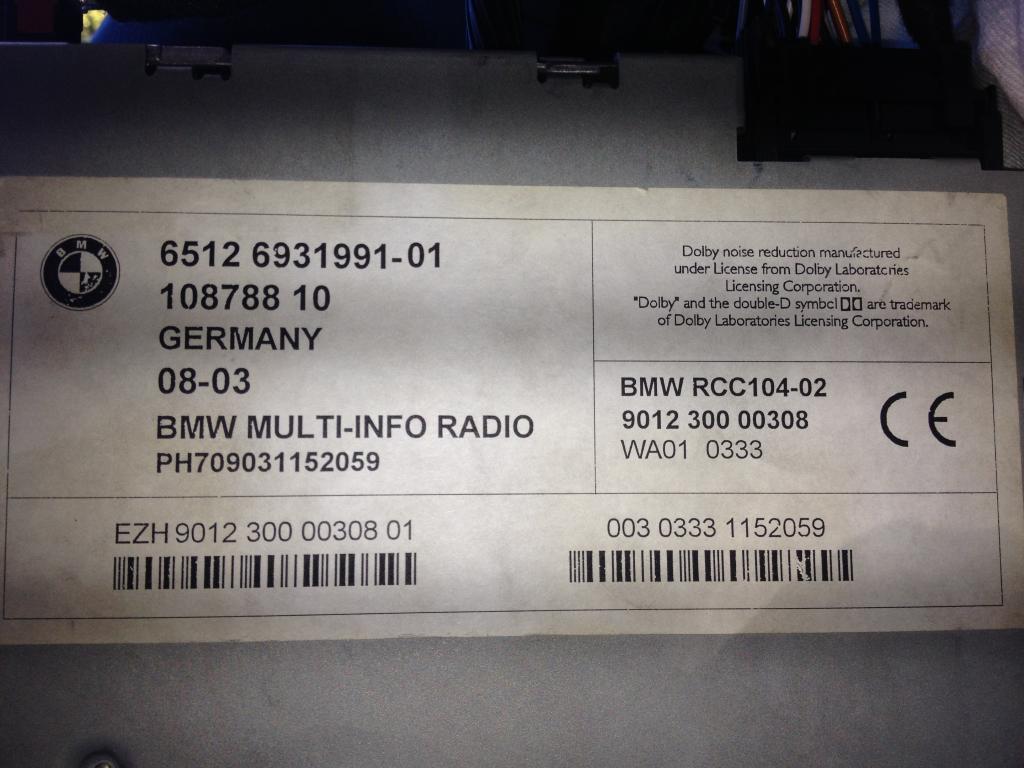 BMW
6512 6931991-01
108788 10
GERMANY
08-03
BMW MULTI-INFO RADIO
PH709031152059
Dolby noise reduction manufactured
under License from Dolby Laboratories
Licensing Corporation.
"Dolby" and the double-D symbol are trademark
of Dolby Laboratories Licensing Corporation.
BMW RCC104-02
9012 300 00308
WA01 0333
CE
EZH 9012 300 00308 01
003 0333 1152059